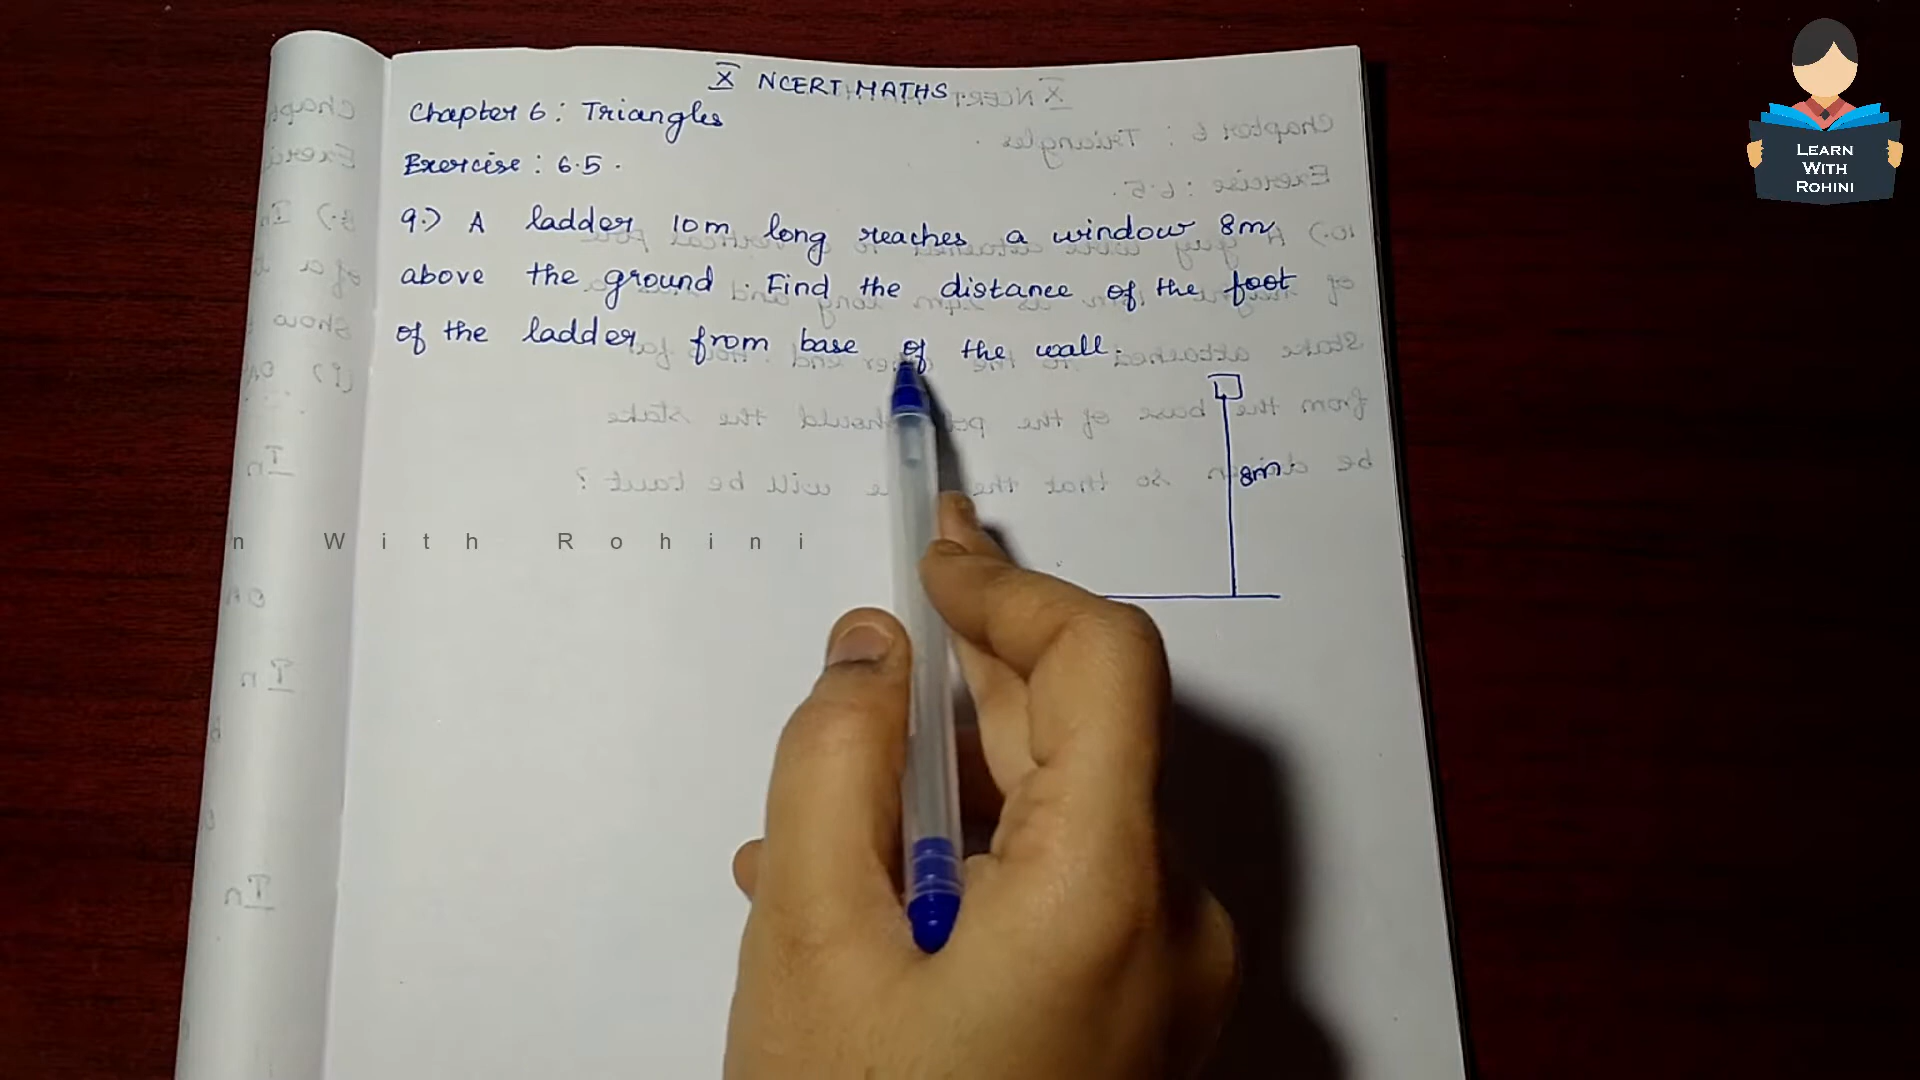 X NCERT MATHS
Chapter 6 : Triangles
Exercise : 6.5 .
9.) A ladder 10m long reaches a window 8m
above the ground . Find the distance of the foot
of the ladder from base of the wall.
8m.
n With Rohini
LEARN
WITH
ROHINI